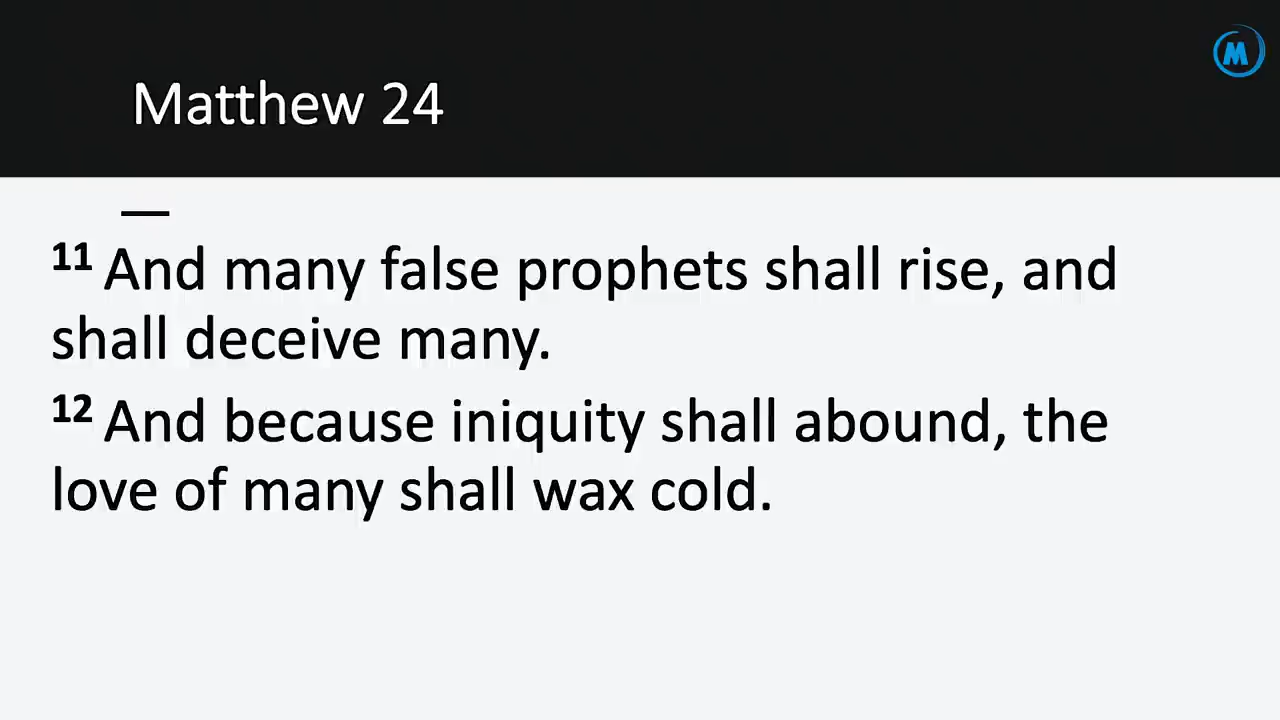 M
Matthew 24
11 And many false prophets shall rise, and
shall deceive many.
12 And because iniquity shall abound, the
love of many shall wax cold.